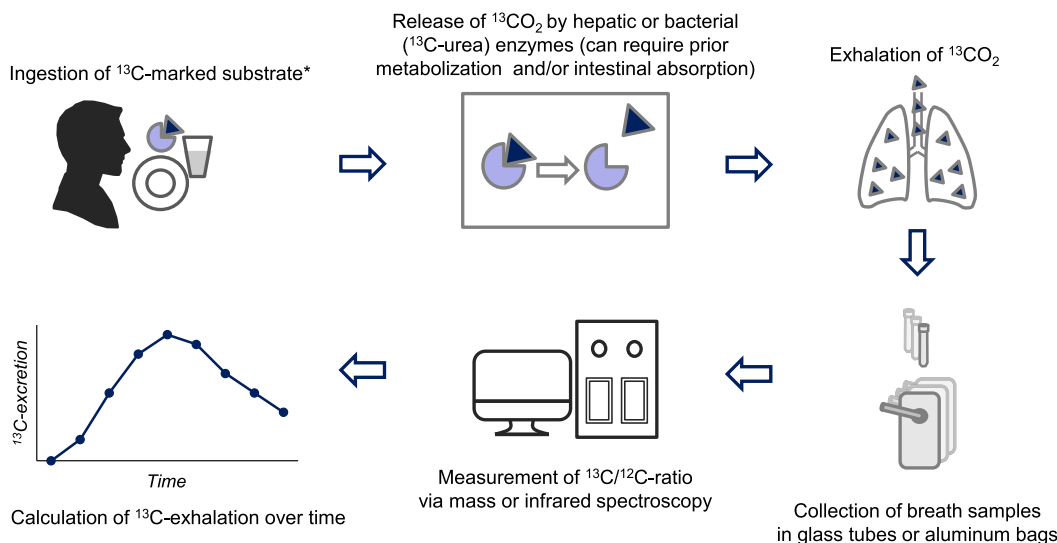 Ingestion of ¹³C-marked substrate*
Release of ¹³CO₂ by hepatic or bacterial
(¹³C-urea) enzymes (can require prior
metabolization and/or intestinal absorption)
Exhalation of ¹³CO₂
Collection of breath samples
in glass tubes or aluminum bags
Measurement of ¹³C/¹²C-ratio
via mass or infrared spectroscopy
¹³C-excretion
Time
Calculation of ¹³C-exhalation over time